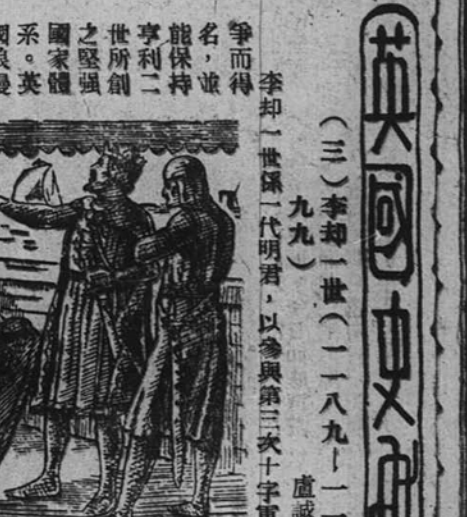 英國史
（三）李却一世（一一八九—一一
九九）
盧誠
李却一世係一代明君，以參與第三次十字軍
爭而得
名，並
能保持
亨利二
世所創
之堅强
國家體
系。英